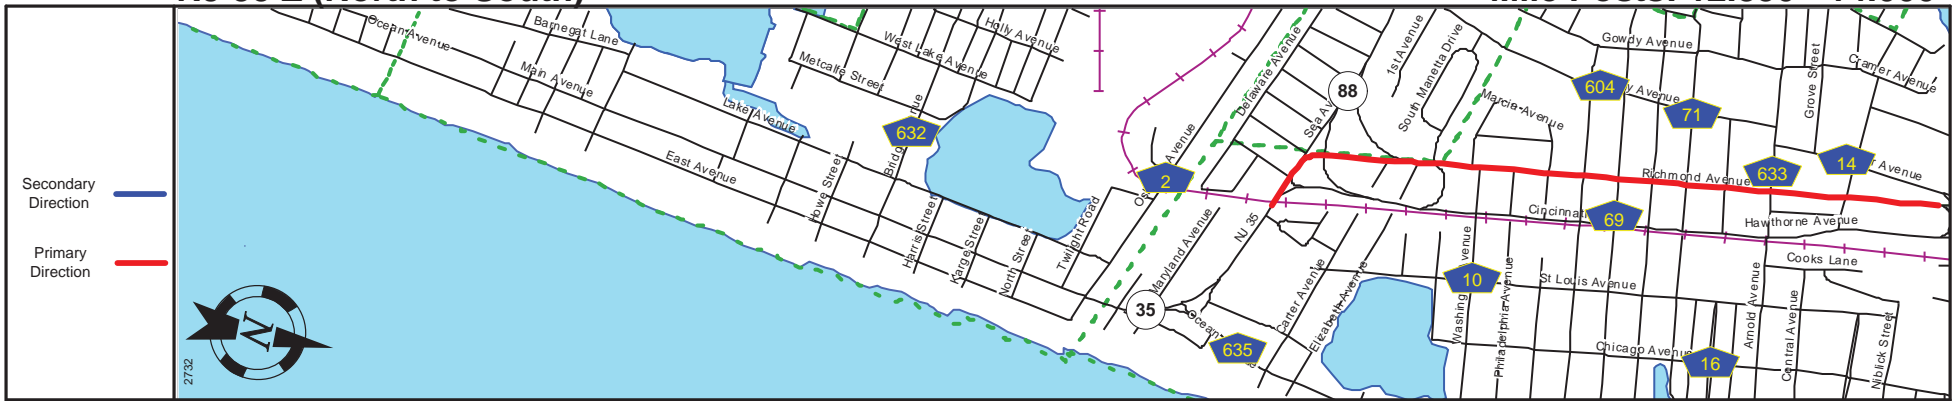 Secondary
Direction
Primary
Direction
2732
N
Ocean Avenue
Barnegat Lane
Main Avenue
Metcalfe Street
West Lake Avenue
Holly Avenue
Lake Avenue
East Avenue
Howe Street
632
Harris Street
Karge Street
North Street
Twilight Road
2
Avenue
Delaware Avenue
Maryland Avenue
NJ 35
35
Ocean
635
Carter Avenue
Elizabeth Avenue
88
1st Avenue
South Manetta Drive
Marcia Avenue
Gowdy Avenue
604
71
Grove Street
Cramer Avenue
Richmond Avenue
633
14
69
Hawthorne Avenue
Cooks Lane
10
Philadelphia Avenue
St Louis Avenue
Chicago Avenue
16
Arnold Avenue
Central Avenue
Niblick Street